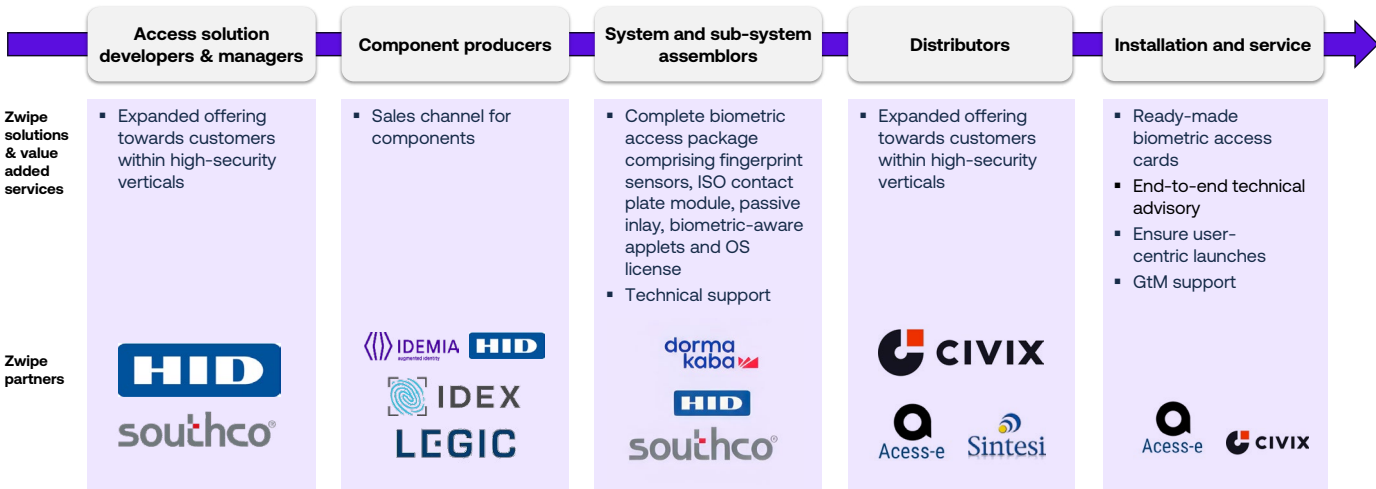 Access solution
developers & managers
Component producers
System and sub-system
assemblors
Distributors
Installation and service
Zwipe
solutions
& value
added
services
▪ Expanded offering
towards customers
within high-security
verticals
▪ Sales channel for
components
▪ Complete biometric
access package
comprising fingerprint
sensors, ISO contact
plate module, passive
inlay, biometric-aware
applets and OS
license
▪ Technical support
▪ Expanded offering
towards customers
within high-security
verticals
▪ Ready-made
biometric access
cards
▪ End-to-end technical
advisory
▪ Ensure user-
centric launches
▪ GtM support
Zwipe
partners
HID
southco®
IDEMIA
augmented identity
HID
IDEX
LEGIC
dorma
kaba
HID
southco®
CIVIX
Acess-e
Sintesi
Acess-e
CIVIX